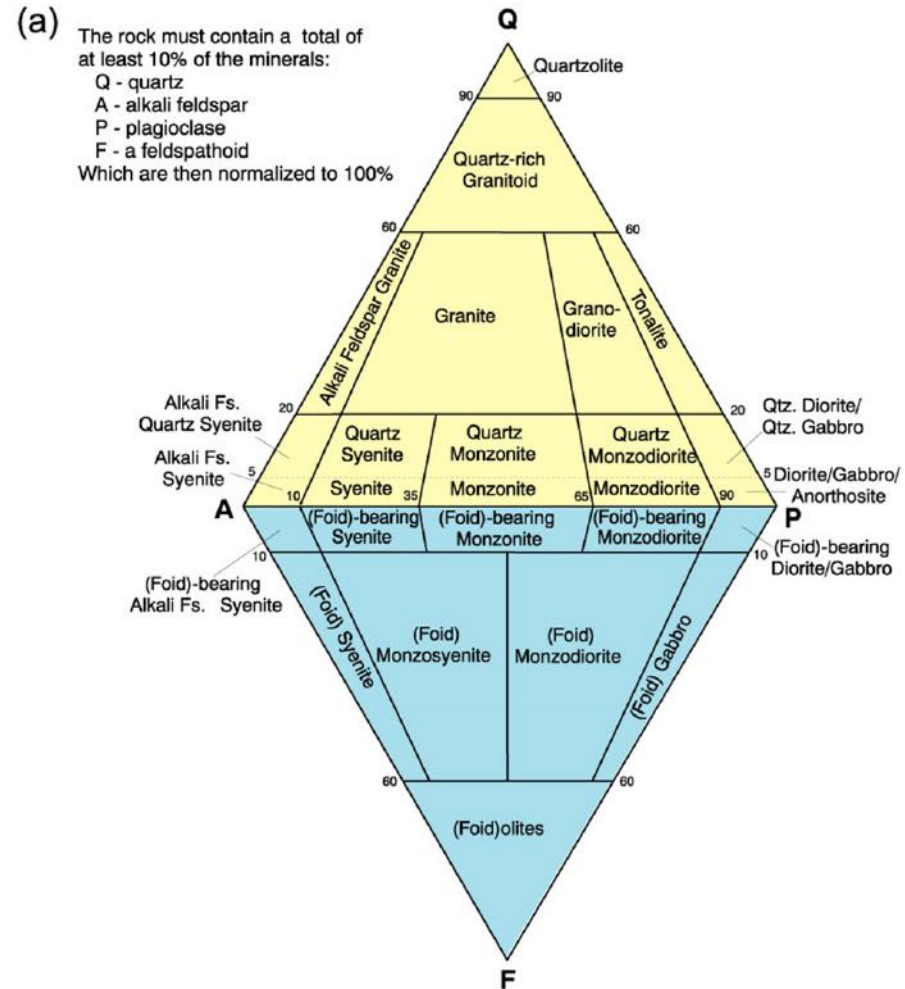 (a)
The rock must contain a total of
at least 10% of the minerals:
Q - quartz
A - alkali feldspar
P - plagioclase
F - a feldspathoid
Which are then normalized to 100%
Q
Quartzolite
90
90
Quartz-rich
Granitoid
60
60
Alkali Feldspar Granite
Granite
Grano-
diorite
Tonalite
Alkali Fs.
Quartz Syenite
20
20
Qtz. Diorite/
Qtz. Gabbro
Quartz
Syenite
Quartz
Monzonite
Quartz
Monzodiorite
Alkali Fs.
Syenite
5
5
Diorite/Gabbro/
Anorthosite
10
Syenite
35
Monzonite
65
Monzodiorite
90
A
P
(Foid)-bearing
Syenite
(Foid)-bearing
Monzonite
(Foid)-bearing
Monzodiorite
10
10
(Foid)-bearing
Diorite/Gabbro
(Foid)-bearing
Alkali Fs. Syenite
(Foid) Syenite
(Foid)
Monzosyenite
(Foid)
Monzodiorite
(Foid) Gabbro
60
60
(Foid)olites
F